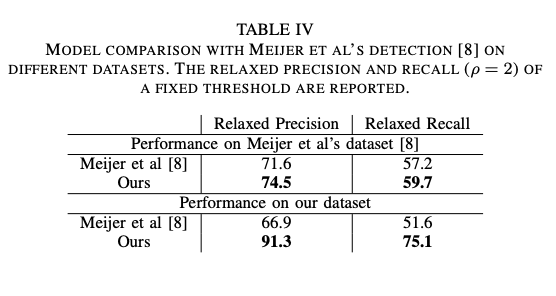 TABLE IV
MODEL COMPARISON WITH MEIJER ET AL'S DETECTION [8] ON
DIFFERENT DATASETS. THE RELAXED PRECISION AND RECALL (ρ = 2) OF
A FIXED THRESHOLD ARE REPORTED.
Relaxed Precision Relaxed Recall
Performance on Meijer et al's dataset [8]
Meijer et al [8] 71.6 57.2
Ours 74.5 59.7
Performance on our dataset
Meijer et al [8] 66.9 51.6
Ours 91.3 75.1